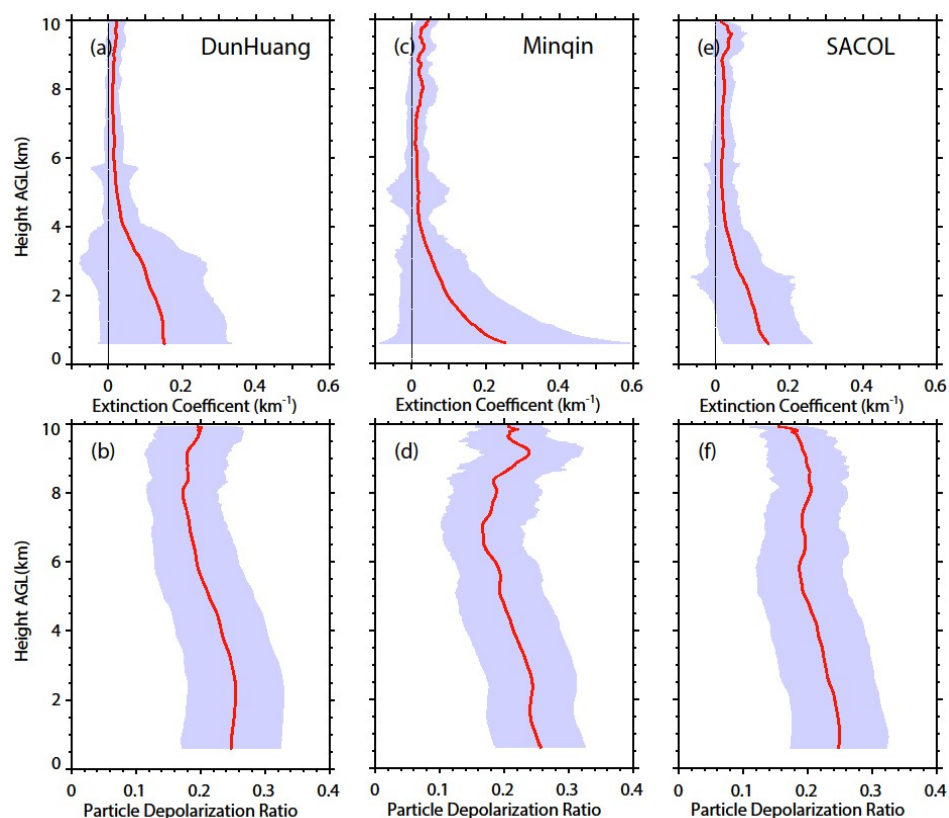 (a) DunHuang
(c) Minqin
(e) SACOL
Height AGL(km)
10
8
6
4
2
0
0 0.2 0.4 0.6
0 0.2 0.4 0.6
0 0.2 0.4 0.6
Extinction Coefficent (km-1)
Extinction Coefficent (km-1)
Extinction Coefficent (km-1)
(b)
(d)
(f)
Height AGL(km)
10
8
6
4
2
0
0 0.1 0.2 0.3 0.4
0.1 0.2 0.3 0.4
0.1 0.2 0.3 0.4
Particle Depolarization Ratio
Particle Depolarization Ratio
Particle Depolarization Ratio